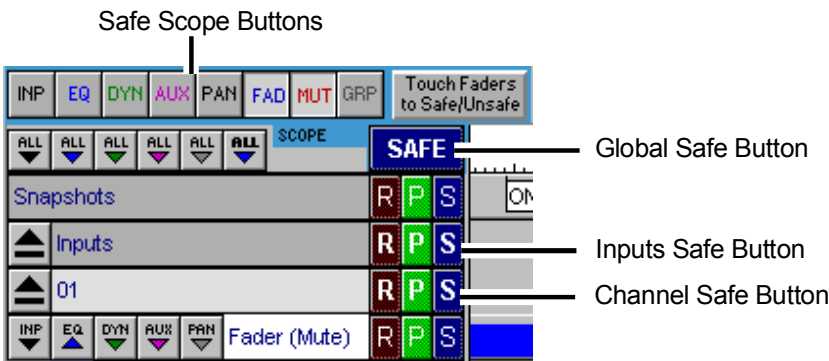 Safe Scope Buttons
INP EQ DYN AUX PAN FAD MUT GRP
Touch Faders
to Safe/Unsafe
ALL ALL ALL ALL ALL ALL SCOPE SAFE
Global Safe Button
Snapshots R P S
Inputs R P S
Inputs Safe Button
01 R P S
Channel Safe Button
INP EQ DYN AUX PAN Fader (Mute) R P S